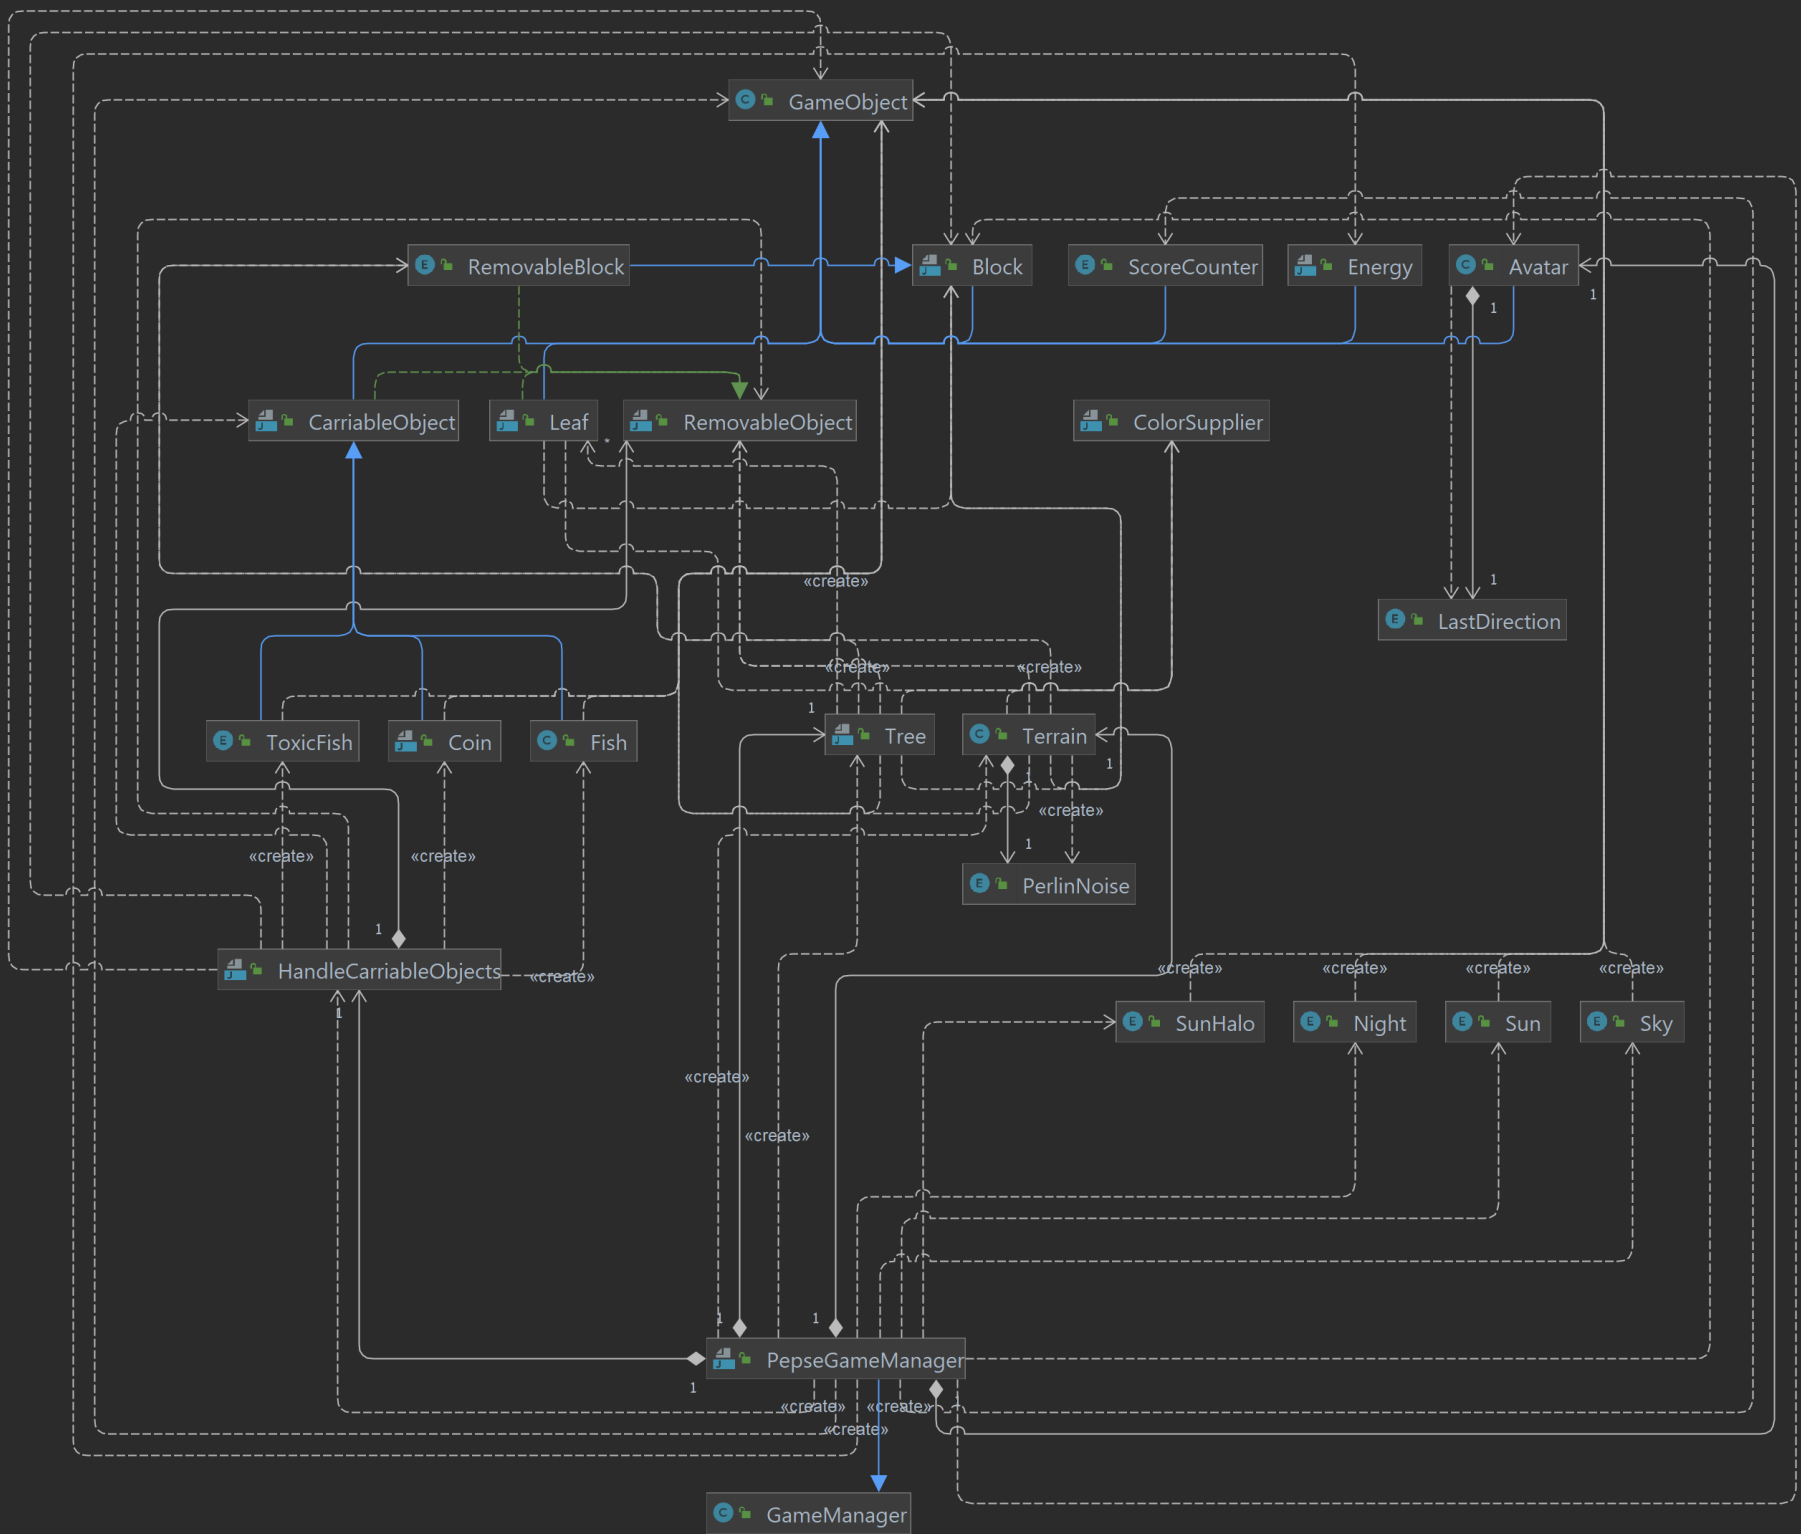 GameObject
RemovableBlock
Block
ScoreCounter
Energy
Avatar
1
1
CarriableObject
Leaf
RemovableObject
ColorSupplier
*
«create»
1
LastDirection
«create»
«create»
1
ToxicFish
Coin
Fish
Tree
Terrain
1
«create»
1
«create»
«create»
PerlinNoise
1
HandleCarriableObjects
«create»
«create»
«create»
«create»
«create»
1
SunHalo
Night
Sun
Sky
«create»
«create»
1
1
PepseGameManager
1
«create»
«create»
«create»
GameManager